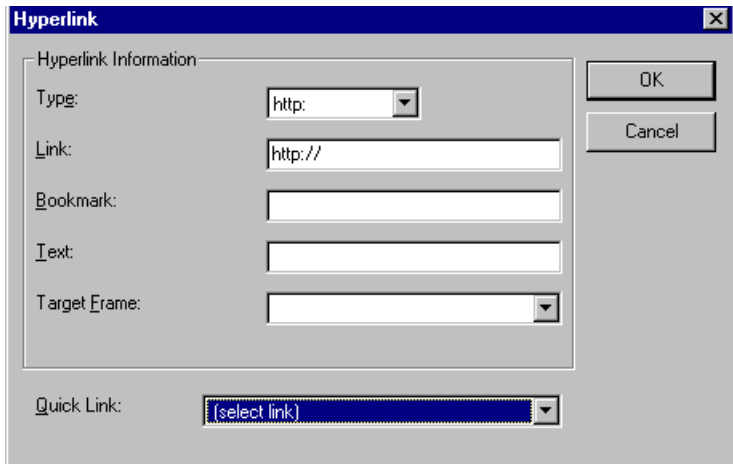 Hyperlink
Hyperlink Information
OK
Type:
http:
Cancel
Link:
http://
Bookmark:
Text:
Target Frame:
Quick Link:
(select link)